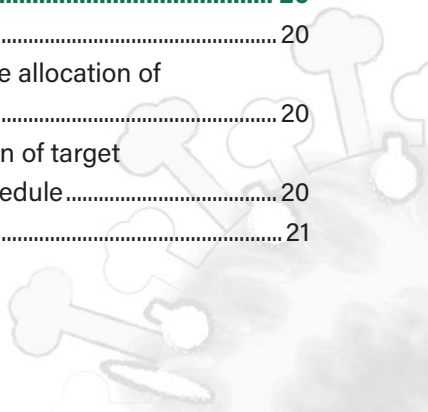 ........ 20
e allocation of
........ 20
n of target
edule........ 20
........ 21